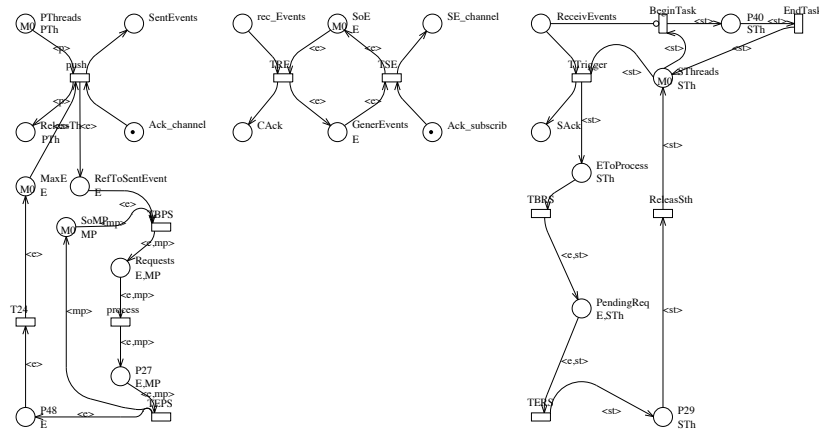 M0
PThreads
PTh
SentEvents
<p>
push
<p>
<e>
<e>
ReleasTh
PTh
Ack_channel
M0
MaxE
E
RefToSentEvent
E
<e>
M0
SoMP
MP
<mp>
TBPS
<e,mp>
Requests
E,MP
<e,mp>
process
<e,mp>
<e>
T24
<mp>
P27
E,MP
<e,mp>
<e>
P48
E
<e>
TEPS
rec_Events
M0
SoE
E
SE_channel
<e>
<e>
TRE
TSE
<e>
<e>
CAck
GenerEvents
E
Ack_subscrib
ReceivEvents
BeginTask
<st>
P40
STh
<st>
EndTask
<st>
<st>
<st>
TTrigger
M0
SThreads
STh
<st>
SAck
<st>
EToProcess
STh
TBRS
ReleasSth
<e,st>
PendingReq
E,STh
<st>
<e,st>
TERS
<st>
P29
STh